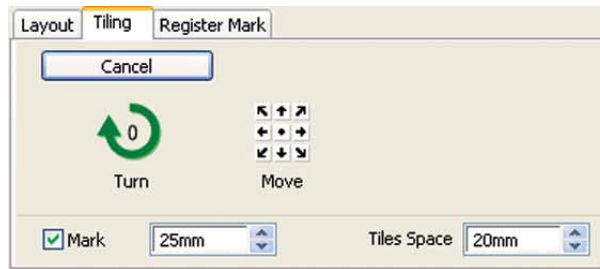 Layout Tiling Register Mark
Cancel
0
Turn Move
Mark 25mm Tiles Space 20mm